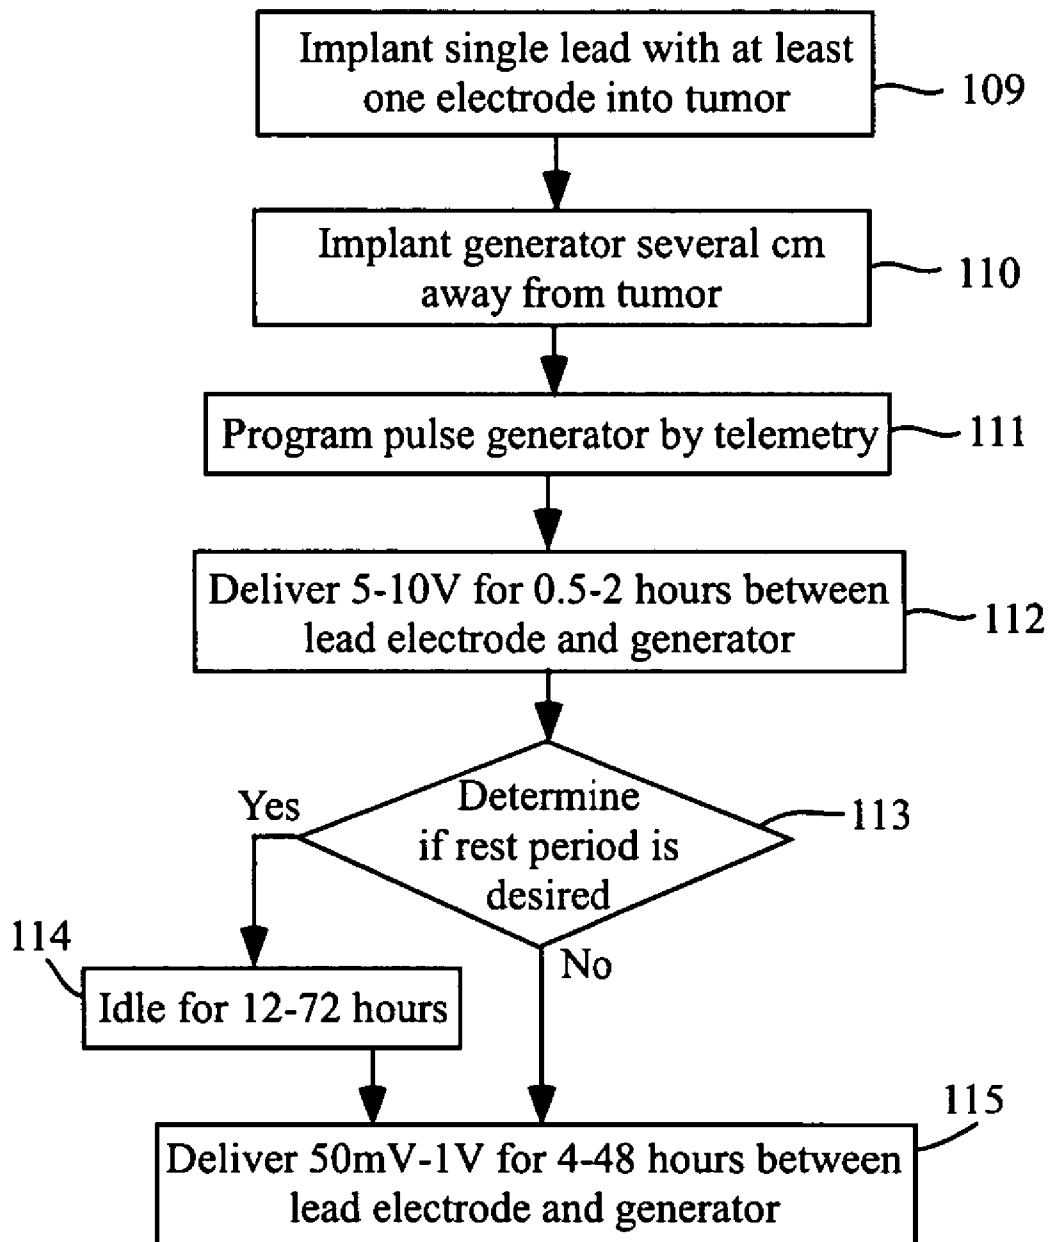 Implant single lead with at least
one electrode into tumor
109
Implant generator several cm
away from tumor
110
Program pulse generator by telemetry
111
Deliver 5-10V for 0.5-2 hours between
lead electrode and generator
112
Determine
if rest period is
desired
113
Yes
No
114
Idle for 12-72 hours
115
Deliver 50mV-1V for 4-48 hours between
lead electrode and generator